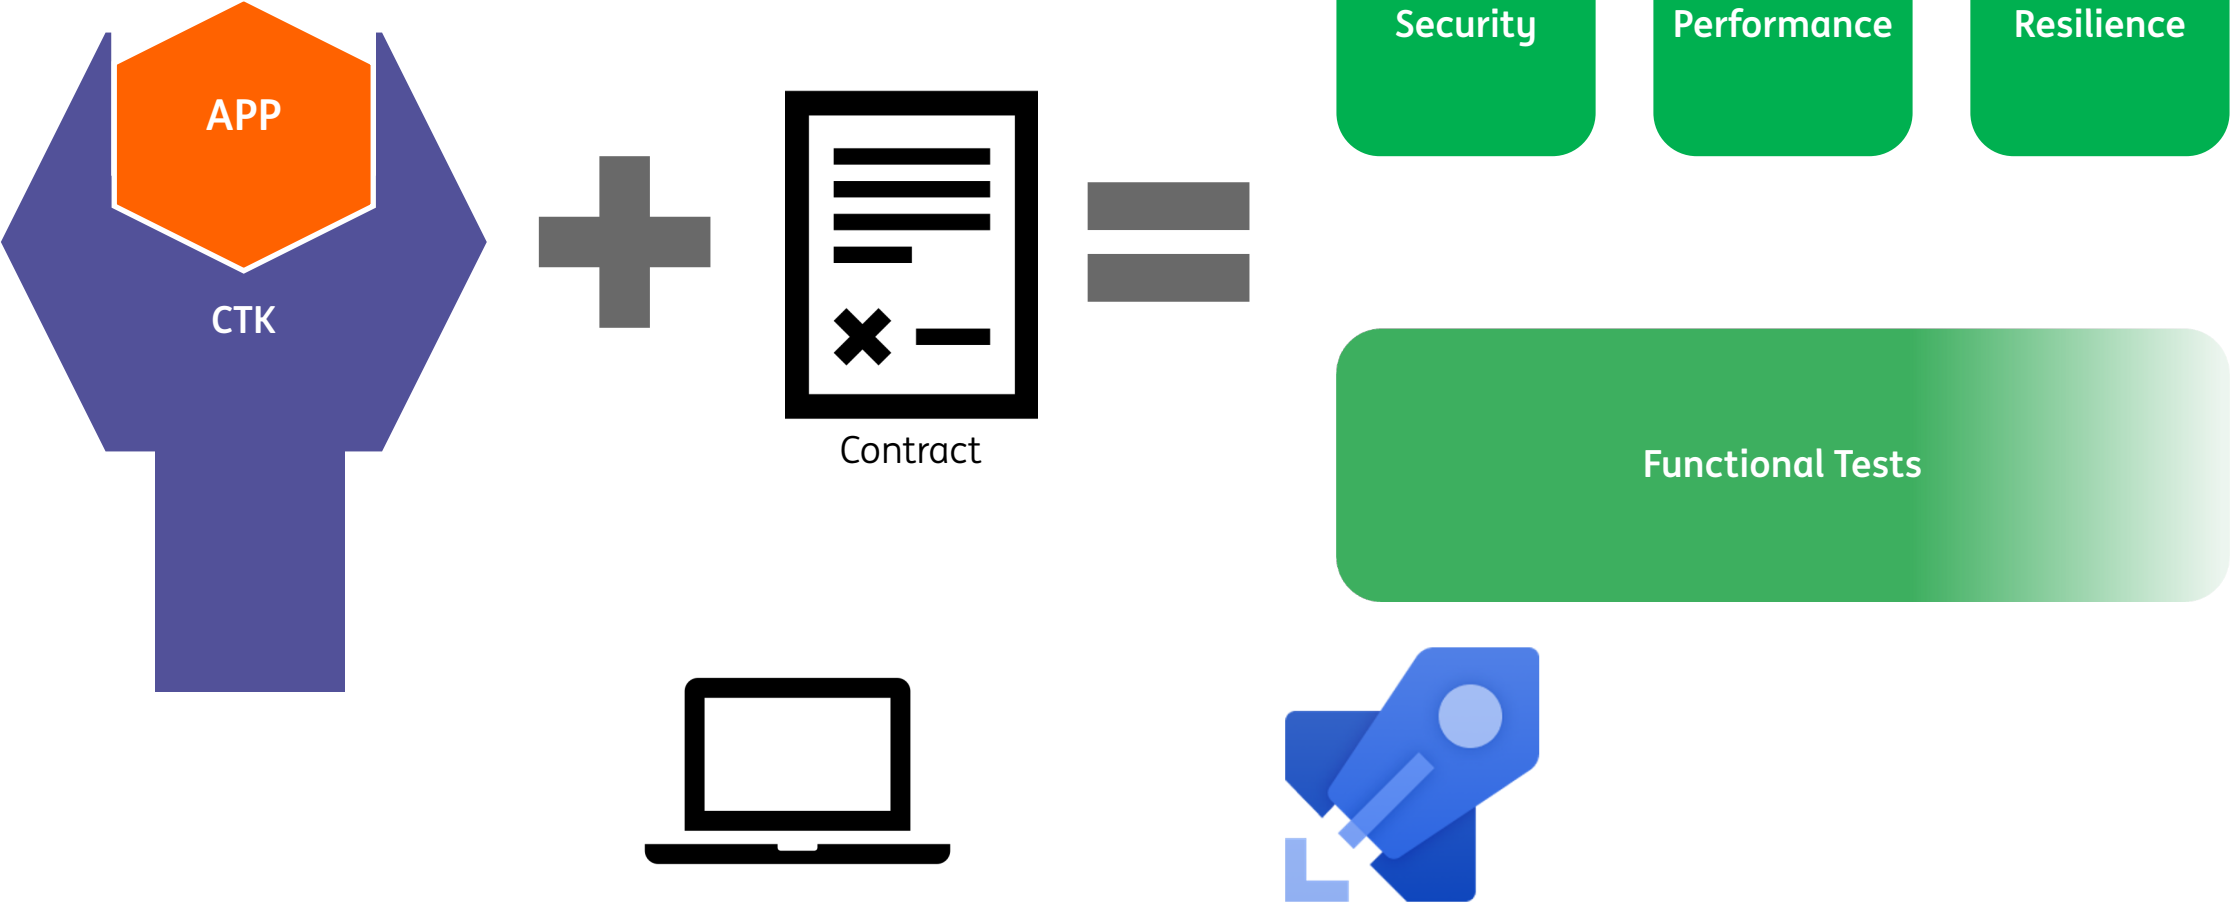 Security
Performance
Resilience
APP
CTK
Contract
Functional Tests